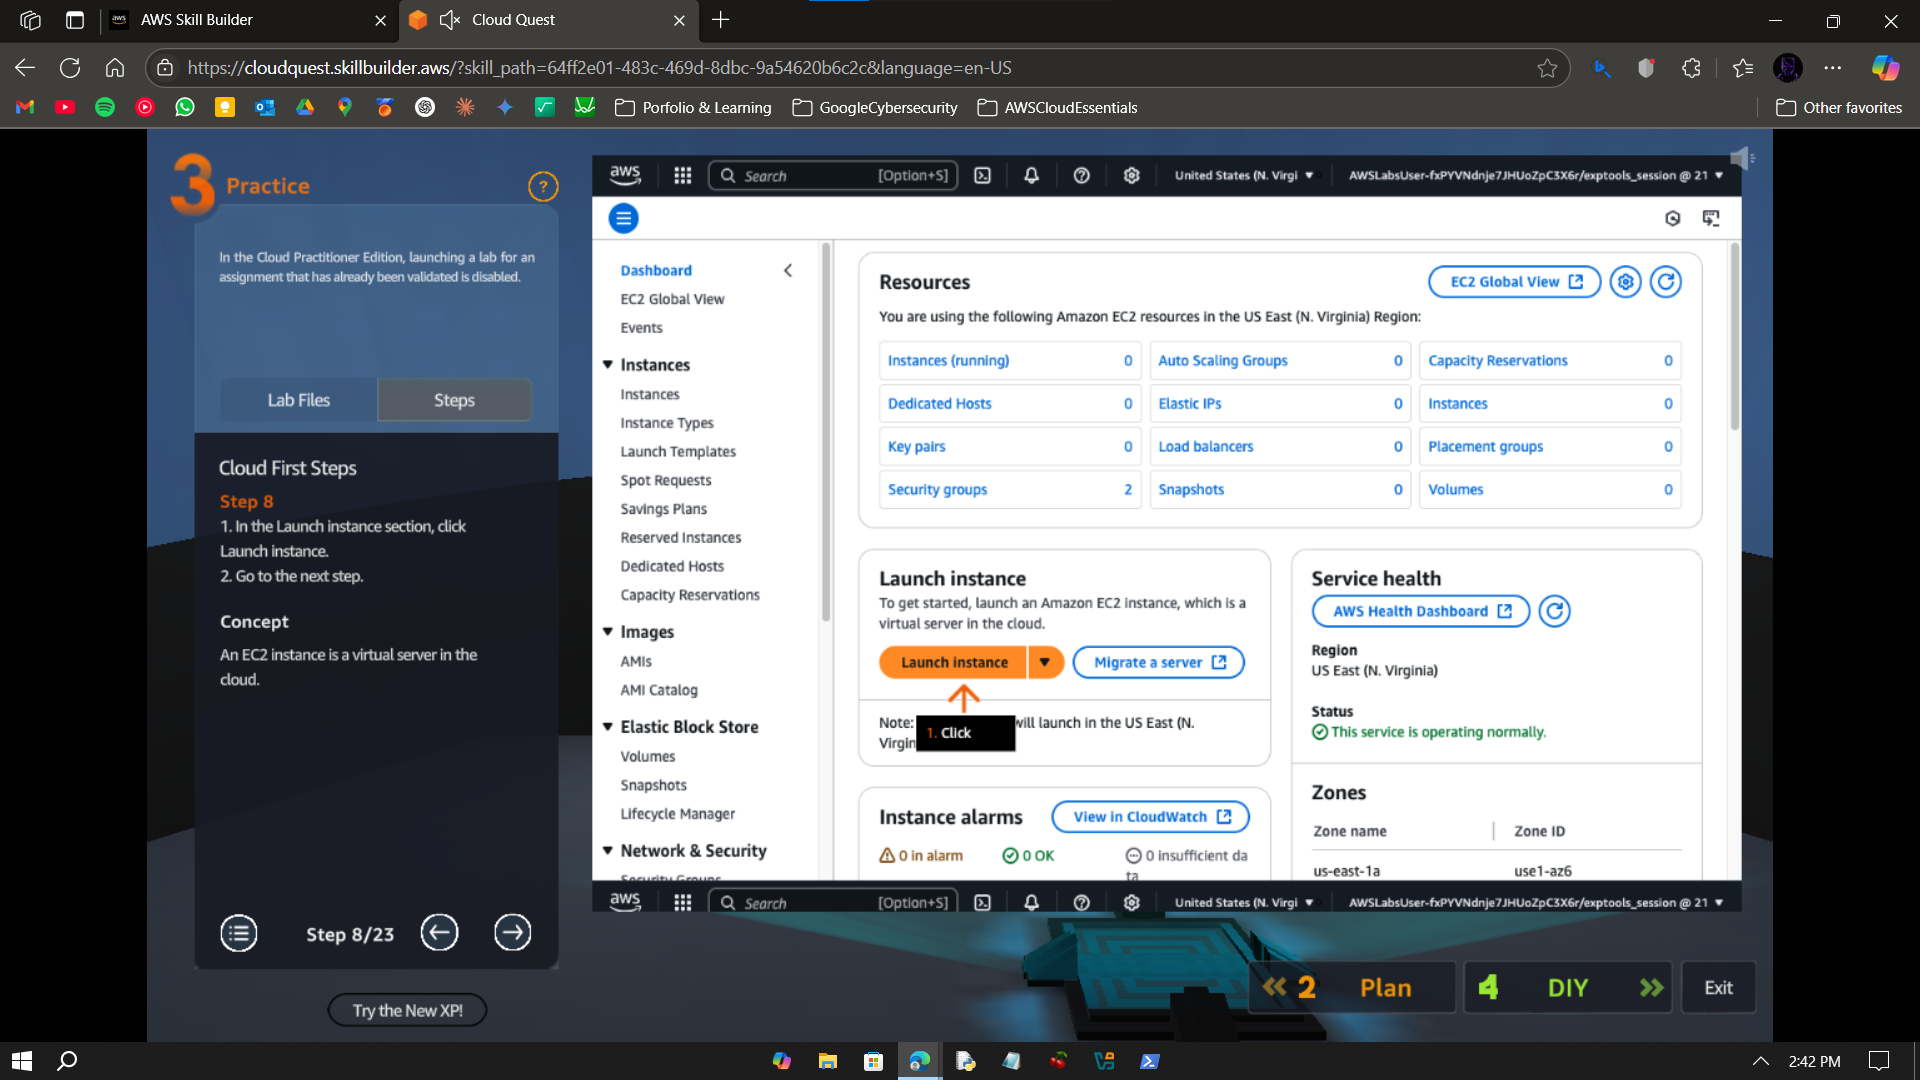 AWS Skill Builder
Cloud Quest
https://cloudquest.skillbuilder.aws/?skill_path=64ff2e01-483c-469d-8dbc-9a54620b6c2c&language=en-US
Porfolio & Learning
GoogleCybersecurity
AWSCloudEssentials
Other favorites
3 Practice
?
In the Cloud Practitioner Edition, launching a lab for an
assignment that has already been validated is disabled.
Lab Files
Steps
Cloud First Steps
Step 8
1. In the Launch instance section, click
Launch instance.
2. Go to the next step.
Concept
An EC2 instance is a virtual server in the
cloud.
Step 8/23
Try the New XP!
aws
Search
[Option+S]
United States (N. Virgi
AWSLabsUser-fxPYVNdnje7JHUoZpC3X6r/exptools_session @ 21
Dashboard
EC2 Global View
Events
Instances
Instances
Instance Types
Launch Templates
Spot Requests
Savings Plans
Reserved Instances
Dedicated Hosts
Capacity Reservations
Images
AMIs
AMI Catalog
Elastic Block Store
Volumes
Snapshots
Lifecycle Manager
Network & Security
Security Groups
Resources
EC2 Global View
You are using the following Amazon EC2 resources in the US East (N. Virginia) Region:
Instances (running) 0
Auto Scaling Groups 0
Capacity Reservations 0
Dedicated Hosts 0
Elastic IPs 0
Instances 0
Key pairs 0
Load balancers 0
Placement groups 0
Security groups 2
Snapshots 0
Volumes 0
Launch instance
To get started, launch an Amazon EC2 instance, which is a
virtual server in the cloud.
Launch instance
Migrate a server
Note: will launch in the US East (N.
Virgin
1. Click
Instance alarms
View in CloudWatch
0 in alarm
0 OK
0 insufficient da
ta
Service health
AWS Health Dashboard
Region
US East (N. Virginia)
Status
This service is operating normally.
Zones
Zone name
Zone ID
us-east-1a
use1-az6
aws
Search
[Option+S]
United States (N. Virgi
AWSLabsUser-fxPYVNdnje7JHUoZpC3X6r/exptools_session @ 21
2 Plan
4 DIY
Exit
2:42 PM